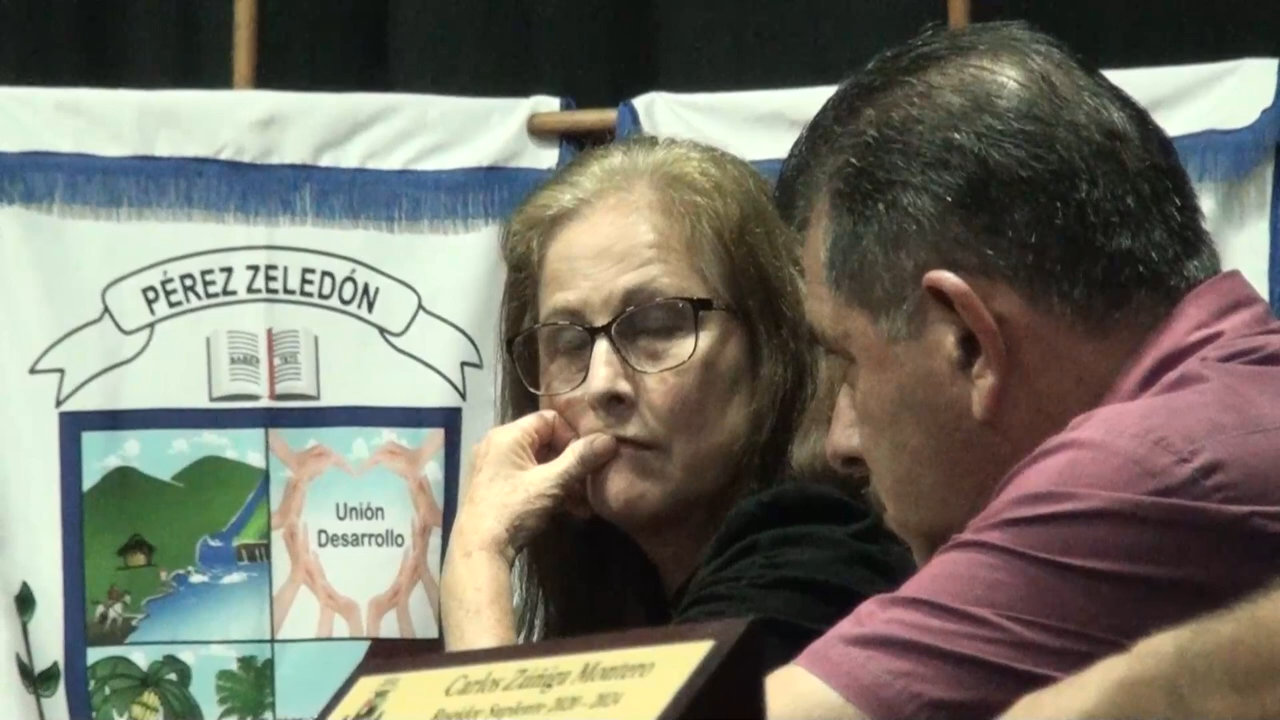 PÉREZ ZELEDÓN
Unión
Desarrollo
Carlos Zúñiga Montero
Regidor Suplente 2020 - 2024